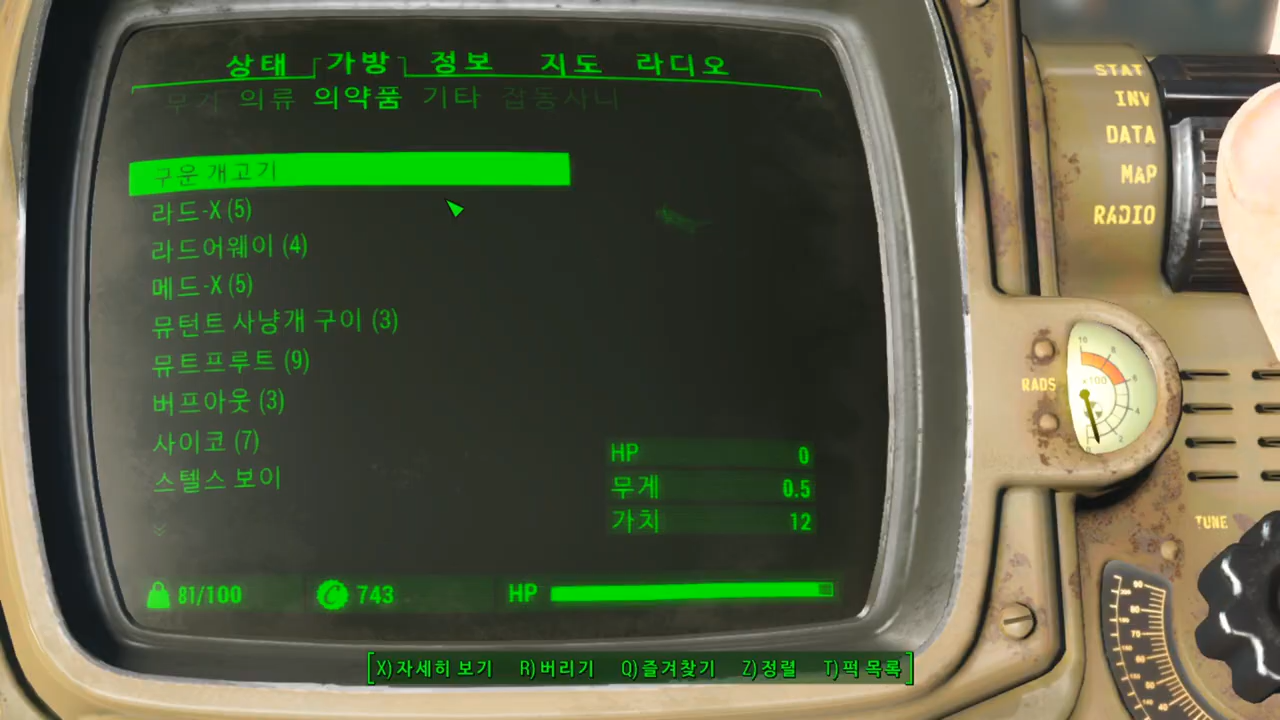 상태 가방 정보 지도 라디오
무기 의류 의약품 기타 잡동사니
구운 개고기
라드-X (5)
라드어웨이 (4)
메드-X (5)
뮤턴트 사냥개 구이 (3)
뮤트프루트 (9)
버프아웃 (3)
사이코 (7)
스텔스 보이
HP 0
무게 0.5
가치 12
81/100 743 HP
X)자세히 보기 R)버리기 Q)즐겨찾기 Z)정렬 T)퍽 목록
STAT
INV
DATA
MAP
RADIO
RADS
x100
TUNE